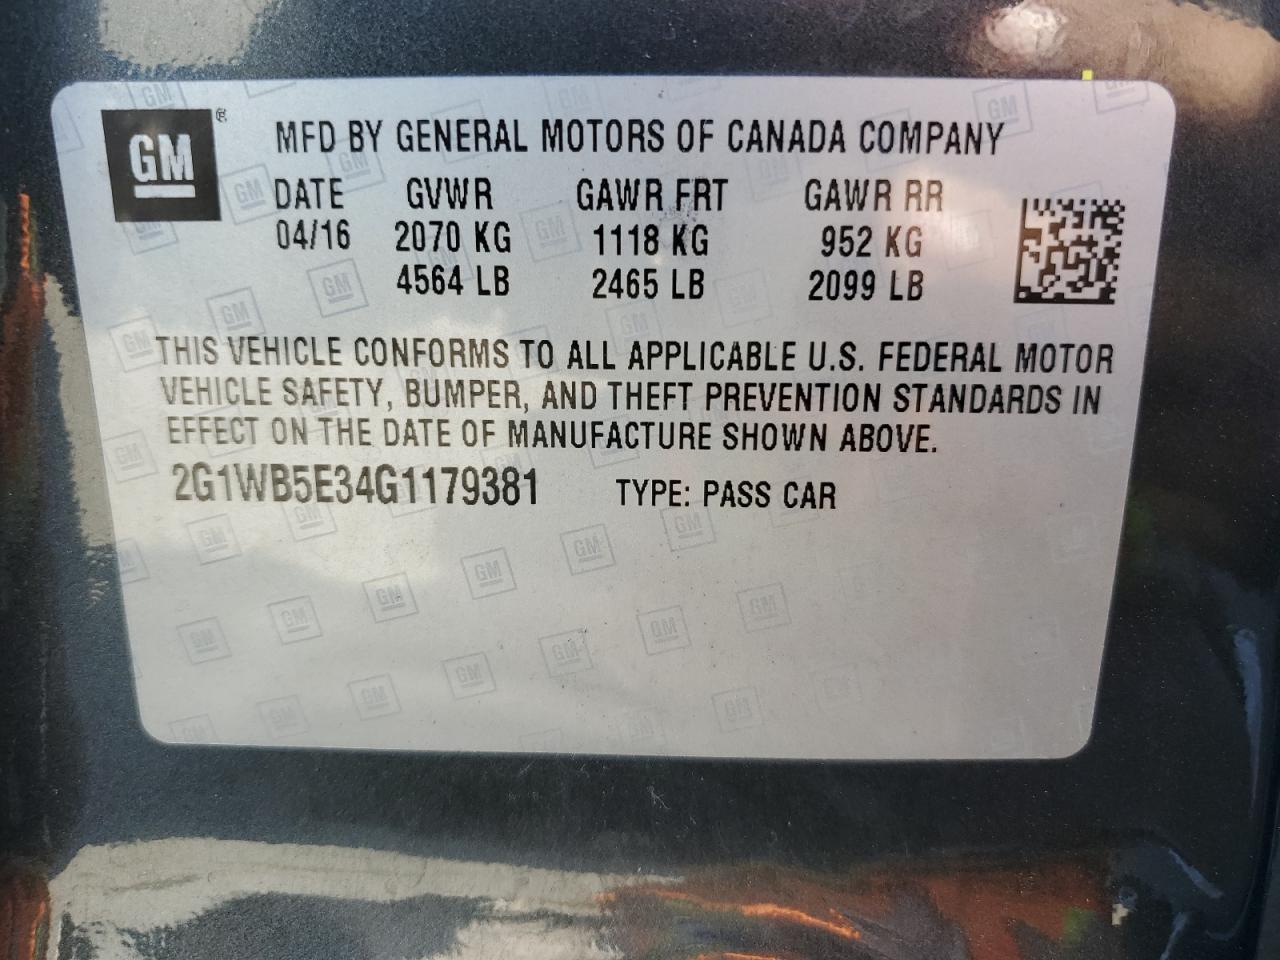 GM®
MFD BY GENERAL MOTORS OF CANADA COMPANY
DATE GVWR GAWR FRT GAWR RR
04/16 2070 KG 1118 KG 952 KG
4564 LB 2465 LB 2099 LB
THIS VEHICLE CONFORMS TO ALL APPLICABLE U.S. FEDERAL MOTOR
VEHICLE SAFETY, BUMPER, AND THEFT PREVENTION STANDARDS IN
EFFECT ON THE DATE OF MANUFACTURE SHOWN ABOVE.
2G1WB5E34G1179381 TYPE: PASS CAR